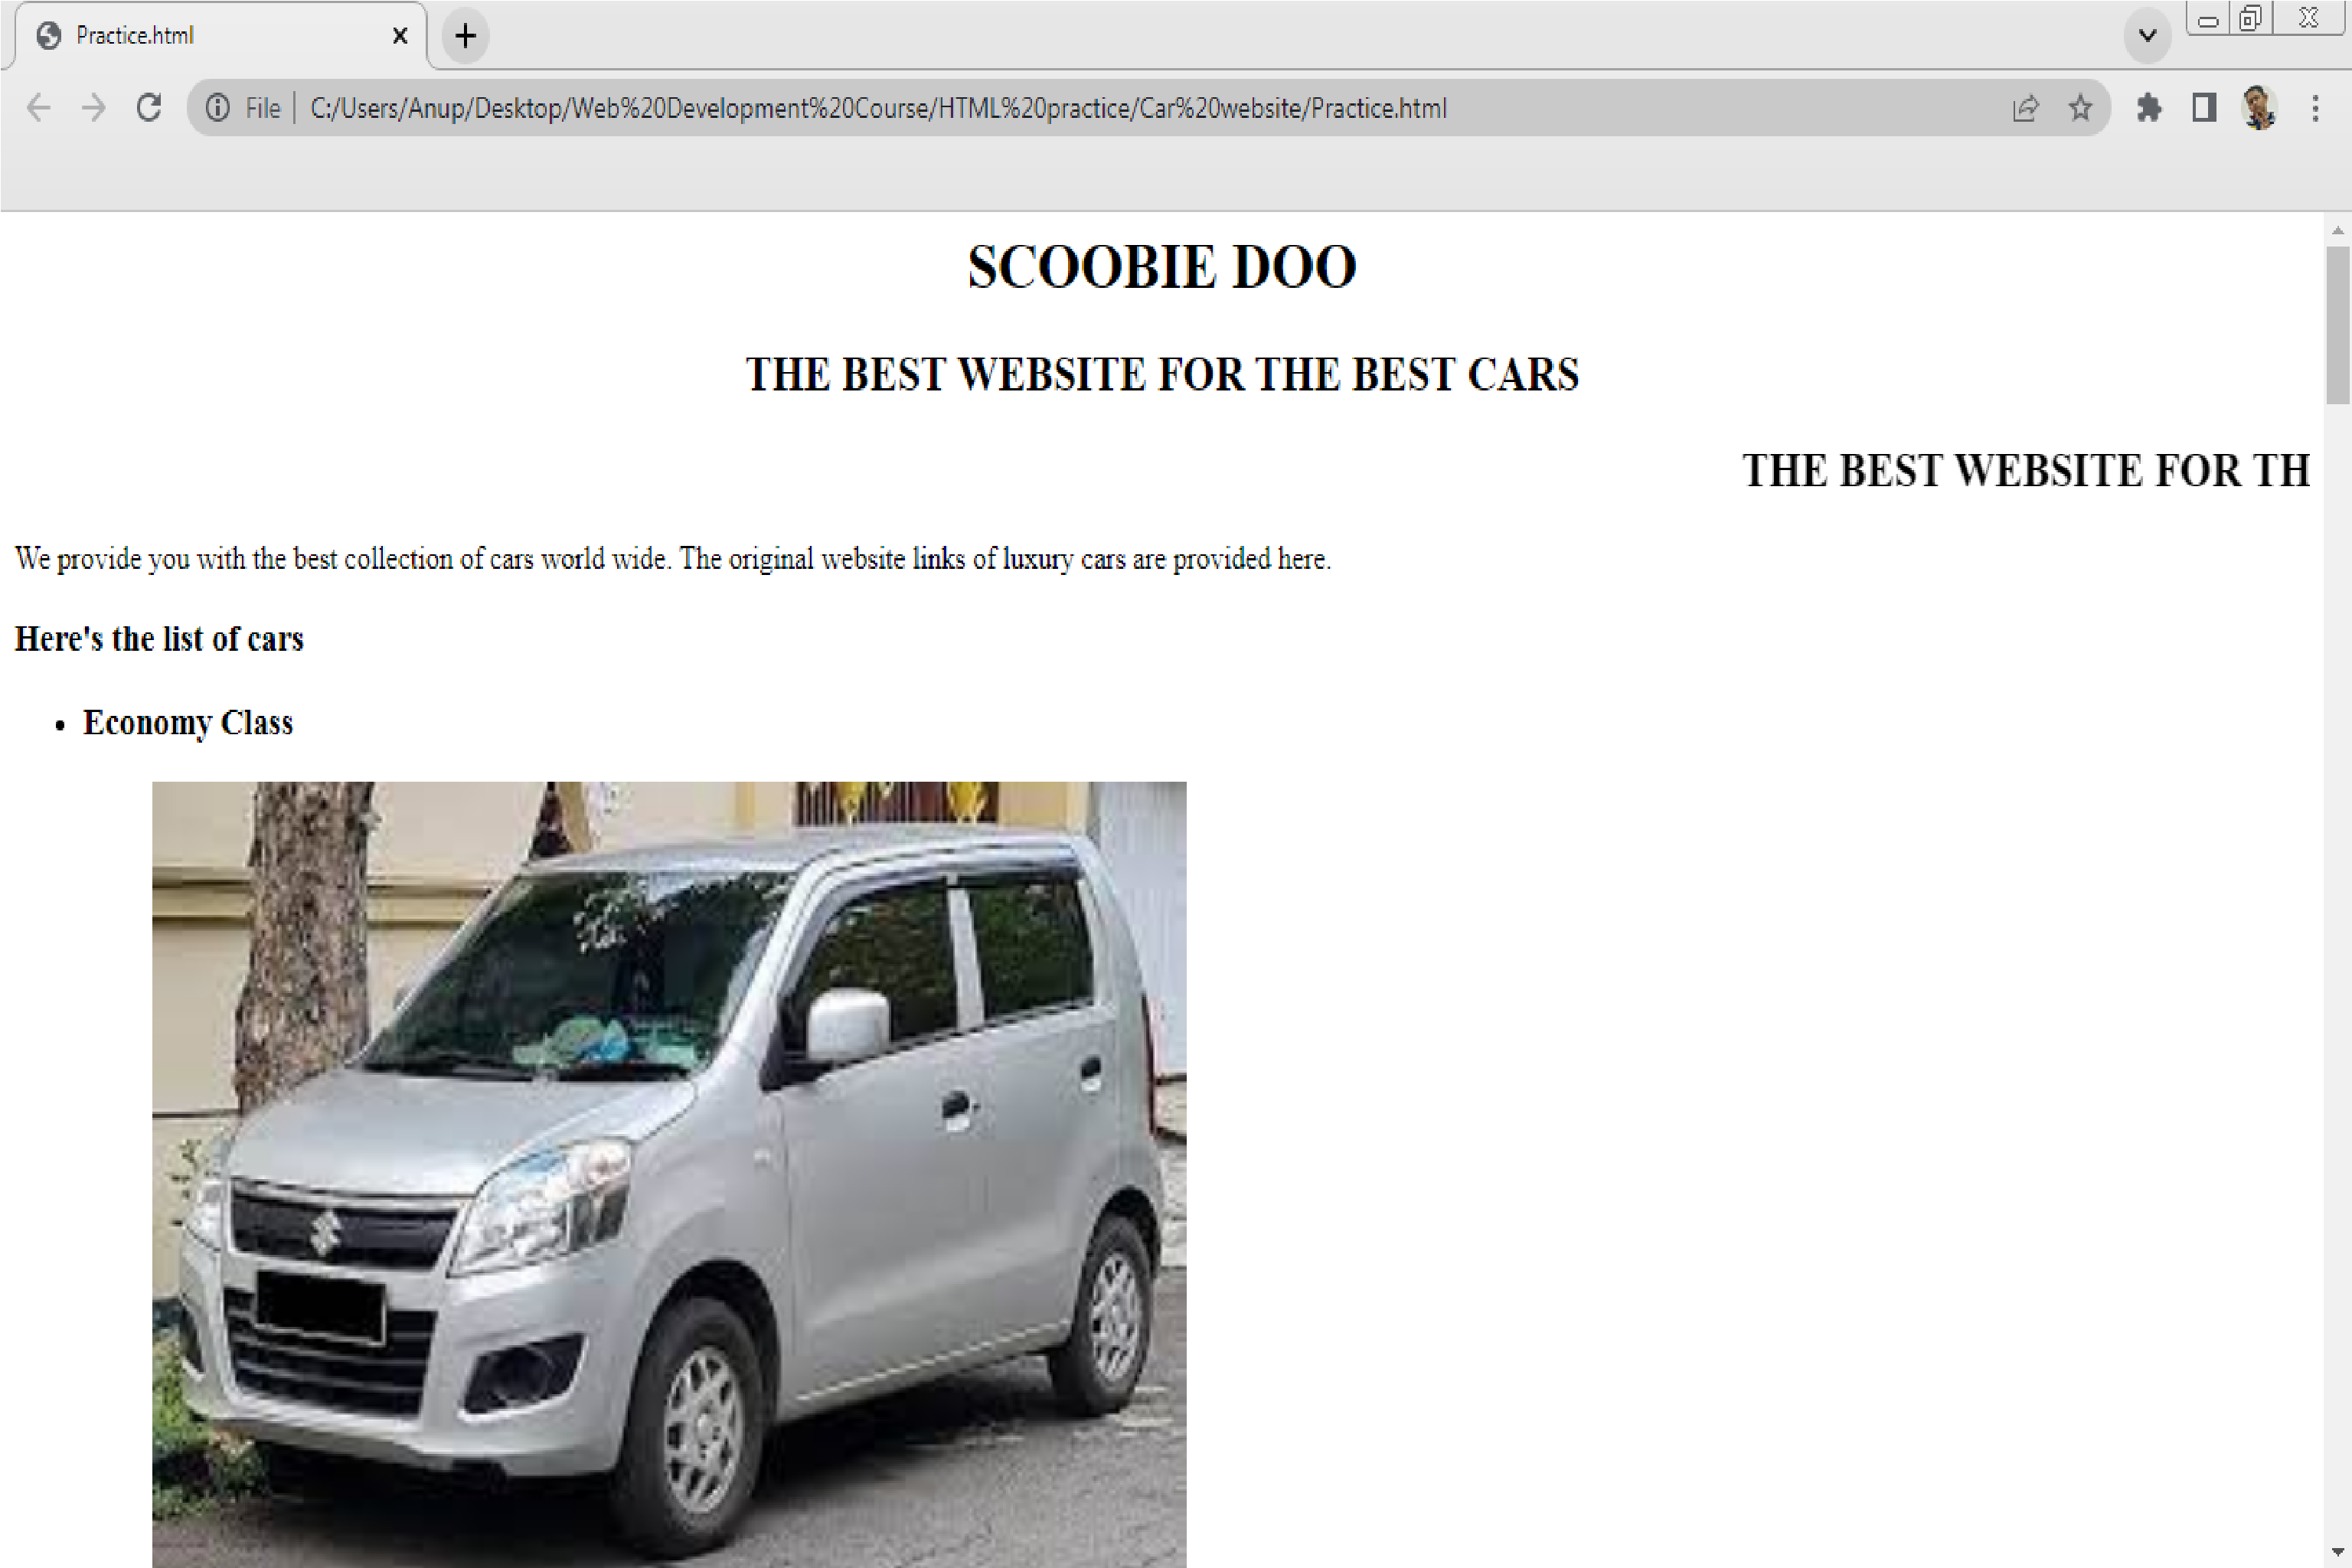 Practice.html
File
C:/Users/Anup/Desktop/Web%20Development%20Course/HTML%20practice/Car%20website/Practice.html
SCOOBIE DOO
THE BEST WEBSITE FOR THE BEST CARS
THE BEST WEBSITE FOR TH
We provide you with the best collection of cars world wide. The original website links of luxury cars are provided here.
Here's the list of cars
• Economy Class